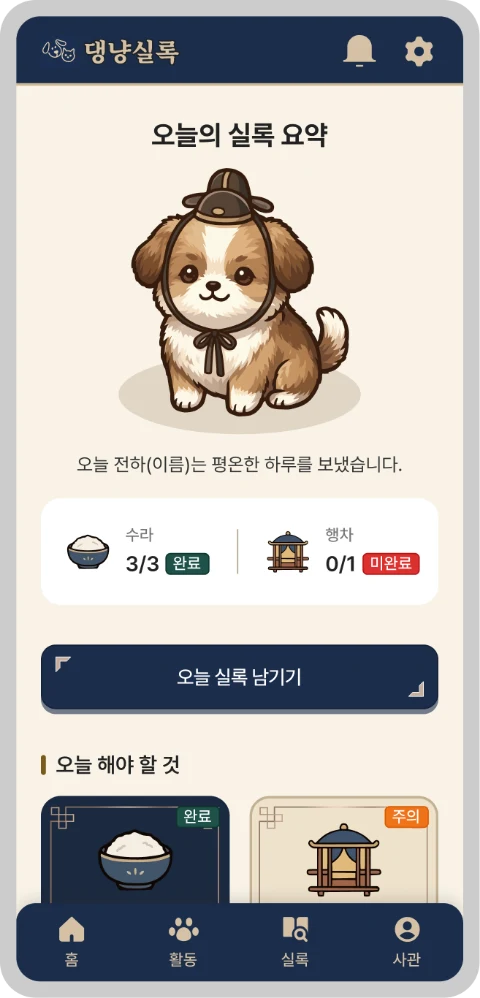 댕냥실록
오늘의 실록 요약
오늘 전하(이름)는 평온한 하루를 보냈습니다.
수라
3/3 완료
행차
0/1 미완료
오늘 실록 남기기
오늘 해야 할 것
완료
주의
홈
활동
실록
사관